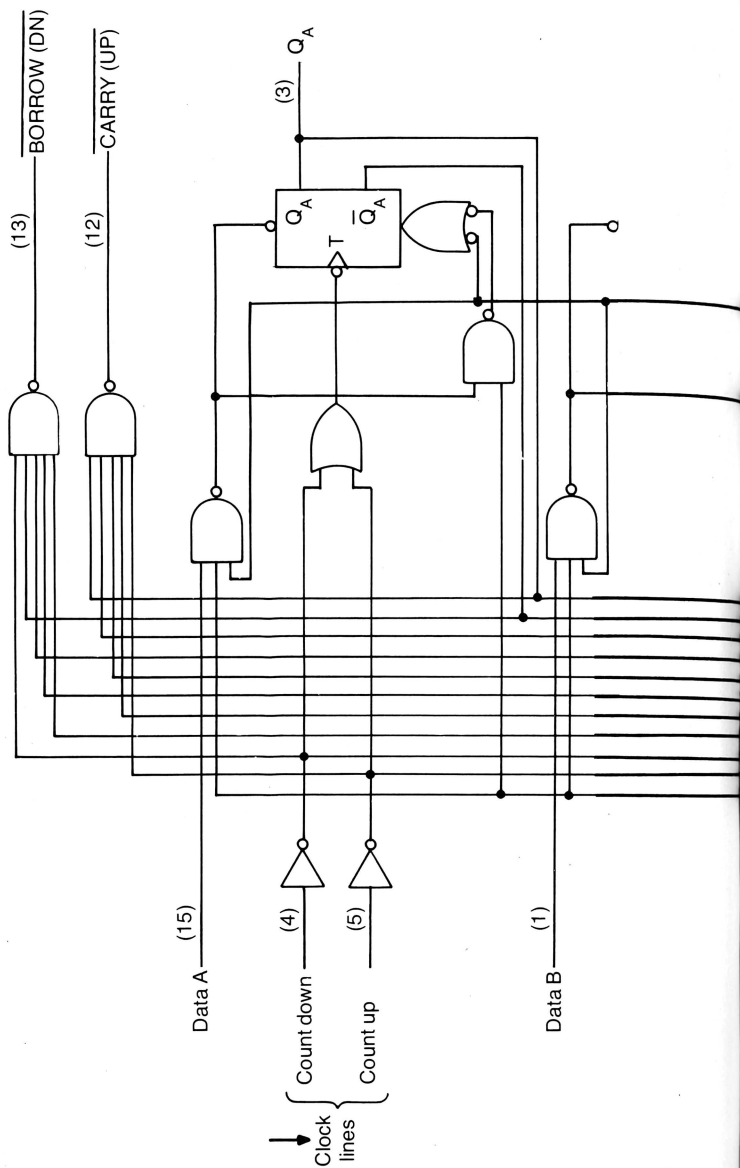 (13) BORROW (DN)
(12) CARRY (UP)
Data A (15)
Q_A
Q̅_A
T
(3) Q_A
Clock lines
Count down (4)
Count up (5)
Data B (1)